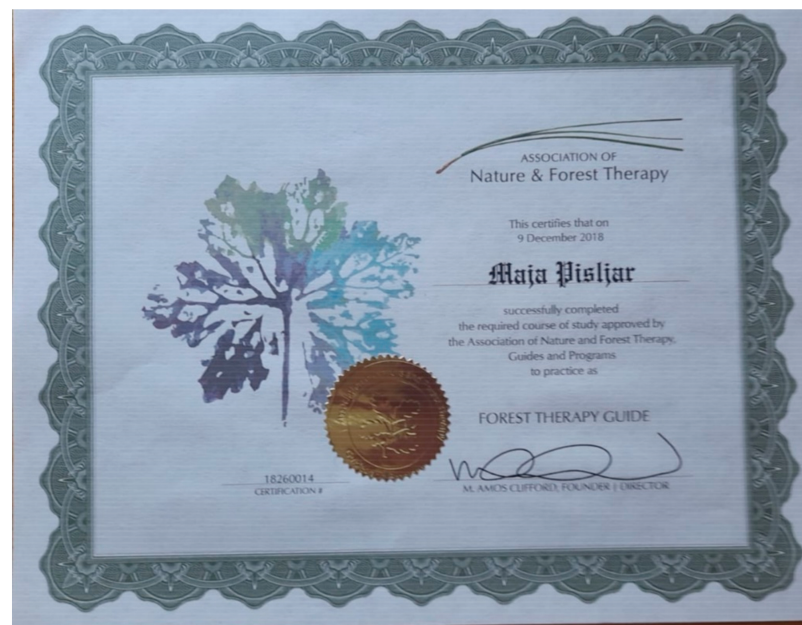 ASSOCIATION OF
Nature & Forest Therapy
This certifies that on
9 December 2018
Maja Pisljar
successfully completed
the required course of study approved by
the Association of Nature and Forest Therapy,
Guides and Programs
to practice as
FOREST THERAPY GUIDE
18260014
CERTIFICATION #
M. AMOS CLIFFORD, FOUNDER | DIRECTOR